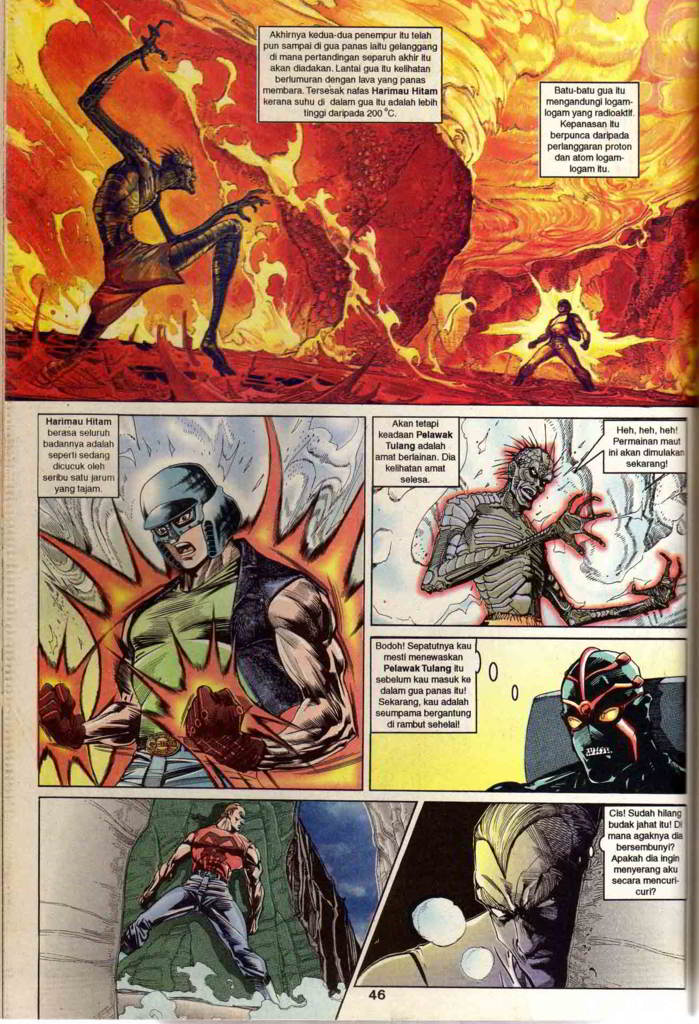 Akhirnya kedua-dua penempur itu telah
pun sampai di gua panas iaitu gelanggang
di mana pertandingan separuh akhir itu
akan diadakan. Lantai gua itu kelihatan
berlumuran dengan lava yang panas
membara. Tersesak nafas Harimau Hitam
kerana suhu di dalam gua itu adalah lebih
tinggi daripada 200°C.
Batu-batu gua itu
mengandungi logam-
logam yang radioaktif.
Kepanasan itu
berpunca daripada
perlanggaran proton
dan atom logam-
logam itu.
Harimau Hitam
berasa seluruh
badannya adalah
seperti sedang
dicucuk oleh
seribu satu jarum
yang tajam.
Akan tetapi
keadaan Pelawak
Tulang adalah
amat berlainan. Dia
kelihatan amat
selesa.
Heh, heh, heh!
Permainan maut
ini akan dimulakan
sekarang!
Bodoh! Sepatutnya kau
mesti menewaskan
Pelawak Tulang itu
sebelum kau masuk ke
dalam gua panas itu!
Sekarang, kau adalah
seumpama bergantung
di rambut sehelai!
Cis! Sudah hilang
budak jahat itu! Di
mana agaknya dia
bersembunyi?
Apakah dia ingin
menyerang aku
secara mencuri-
curi?
46